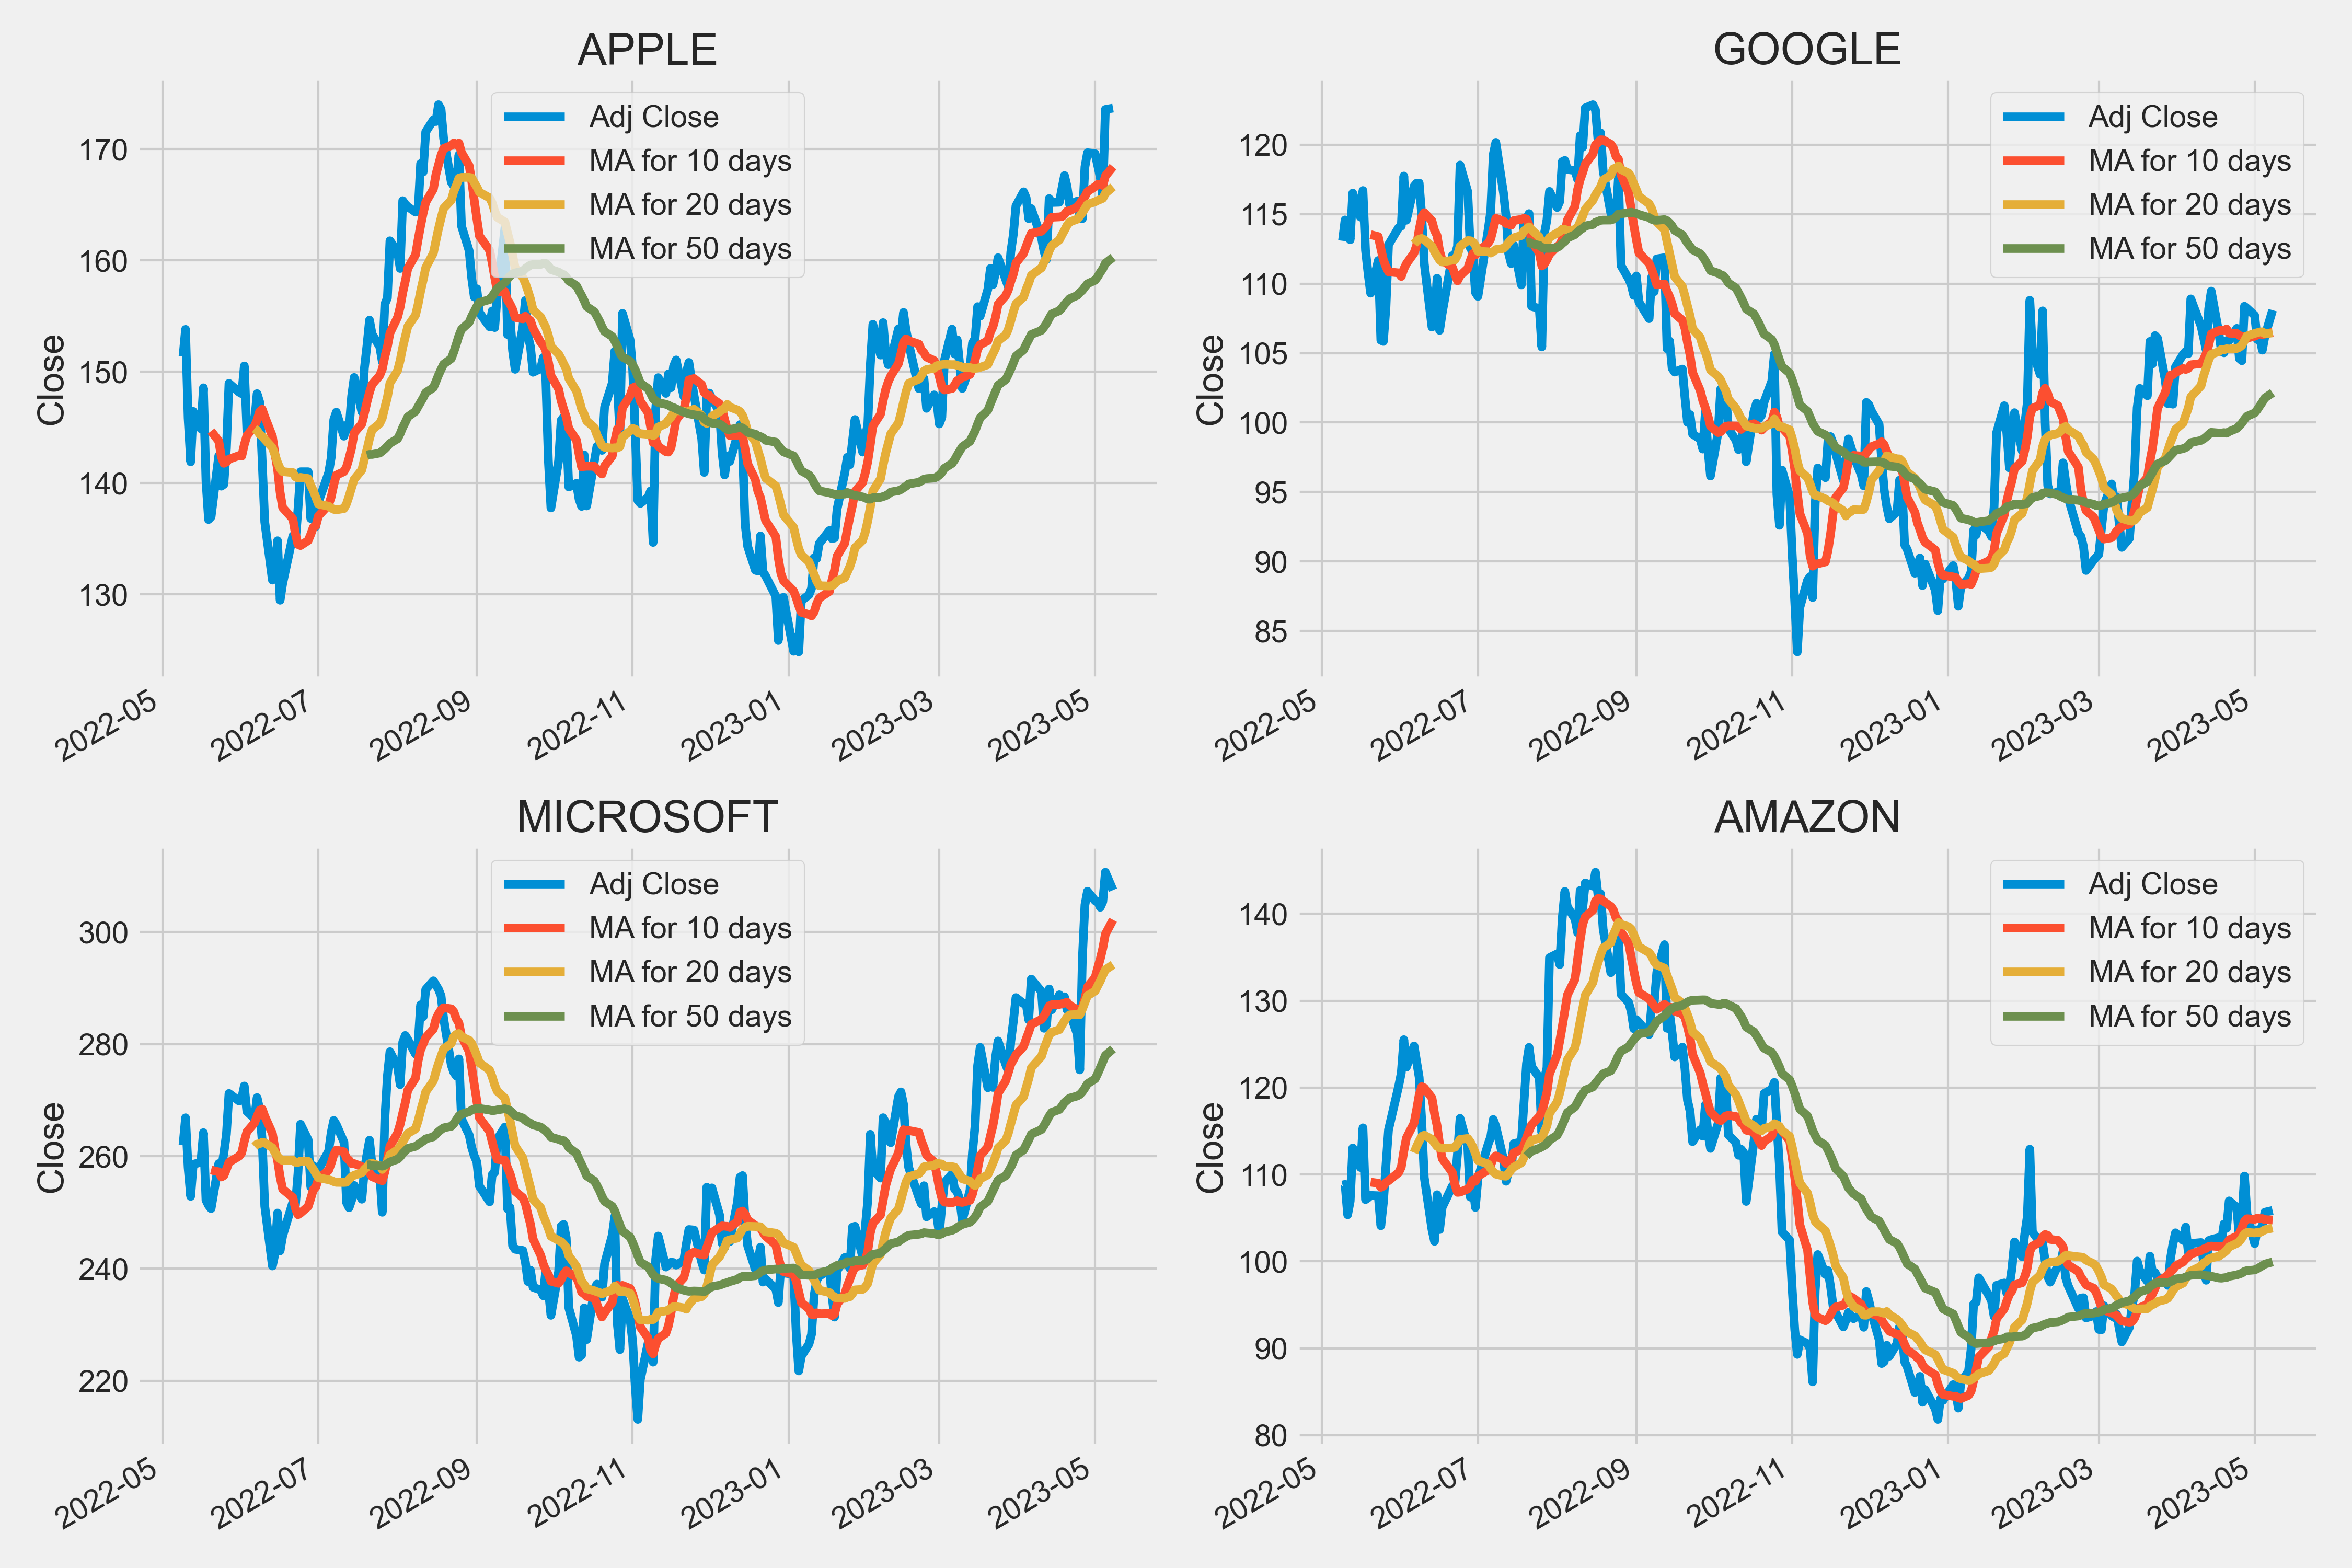 APPLE
Close
170
160
150
140
130
2022-05
2022-07
2022-09
2022-11
2023-01
2023-03
2023-05
Adj Close
MA for 10 days
MA for 20 days
MA for 50 days
GOOGLE
Close
120
115
110
105
100
95
90
85
2022-05
2022-07
2022-09
2022-11
2023-01
2023-03
2023-05
Adj Close
MA for 10 days
MA for 20 days
MA for 50 days
MICROSOFT
Close
300
280
260
240
220
2022-05
2022-07
2022-09
2022-11
2023-01
2023-03
2023-05
Adj Close
MA for 10 days
MA for 20 days
MA for 50 days
AMAZON
Close
140
130
120
110
100
90
80
2022-05
2022-07
2022-09
2022-11
2023-01
2023-03
2023-05
Adj Close
MA for 10 days
MA for 20 days
MA for 50 days